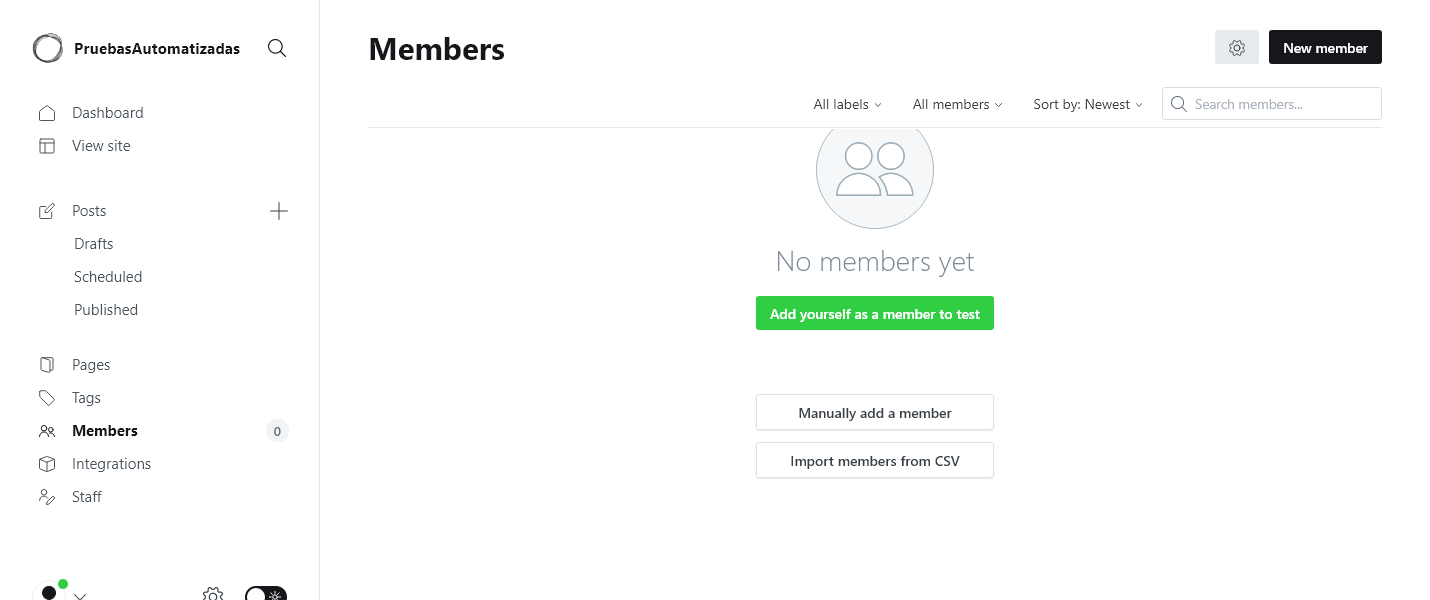 PruebasAutomatizadas
Dashboard
View site
Posts
Drafts
Scheduled
Published
Pages
Tags
Members 0
Integrations
Staff
Members
New member
All labels All members Sort by: Newest Search members...
No members yet
Add yourself as a member to test
Manually add a member
Import members from CSV